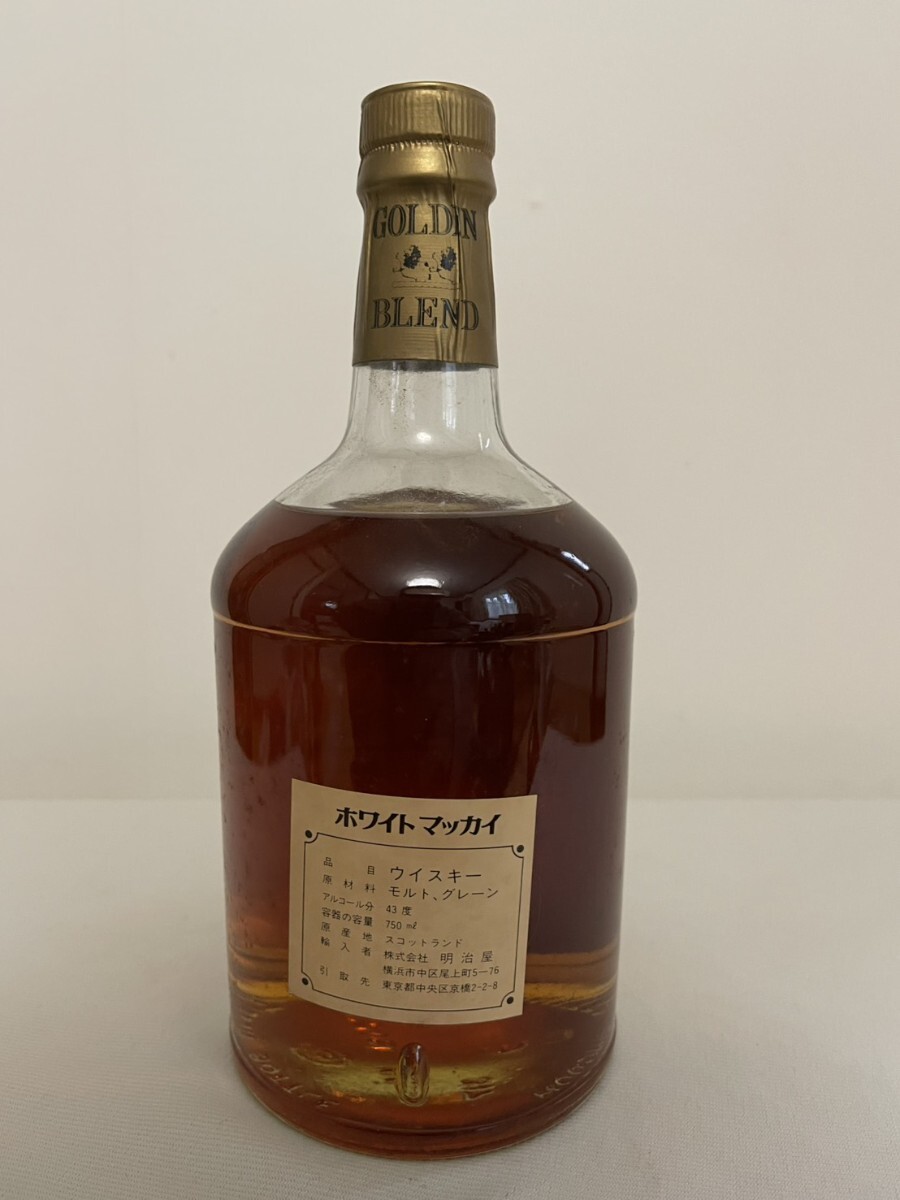 GOLDEN
BLEND
ホワイト マッカイ
品目 ウイスキー
原材料 モルト、グレーン
アルコール分 43度
容器の容量 750㎖
原産地 スコットランド
輸入者 株式会社 明治屋
横浜市中区尾上町5―76
引取先 東京都中央区京橋2-2-8